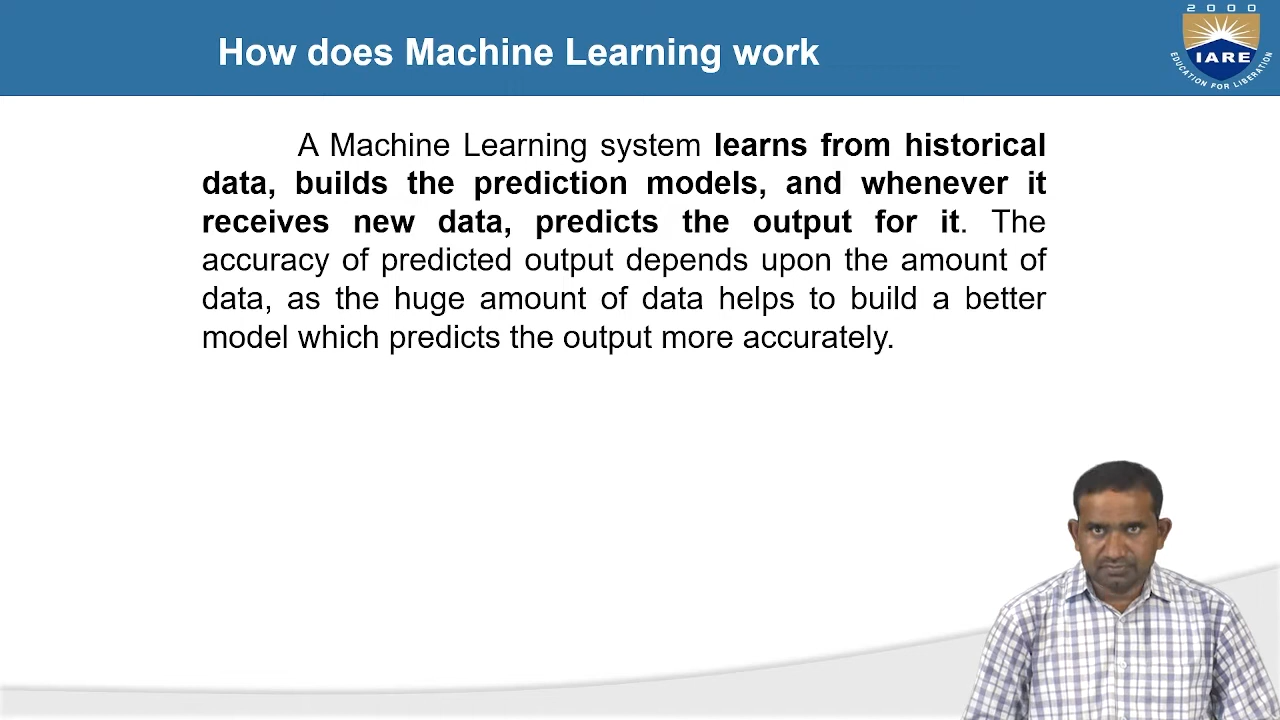 2000
IARE
EDUCATION FOR LIBERATION
How does Machine Learning work
A Machine Learning system learns from historical
data, builds the prediction models, and whenever it
receives new data, predicts the output for it. The
accuracy of predicted output depends upon the amount of
data, as the huge amount of data helps to build a better
model which predicts the output more accurately.